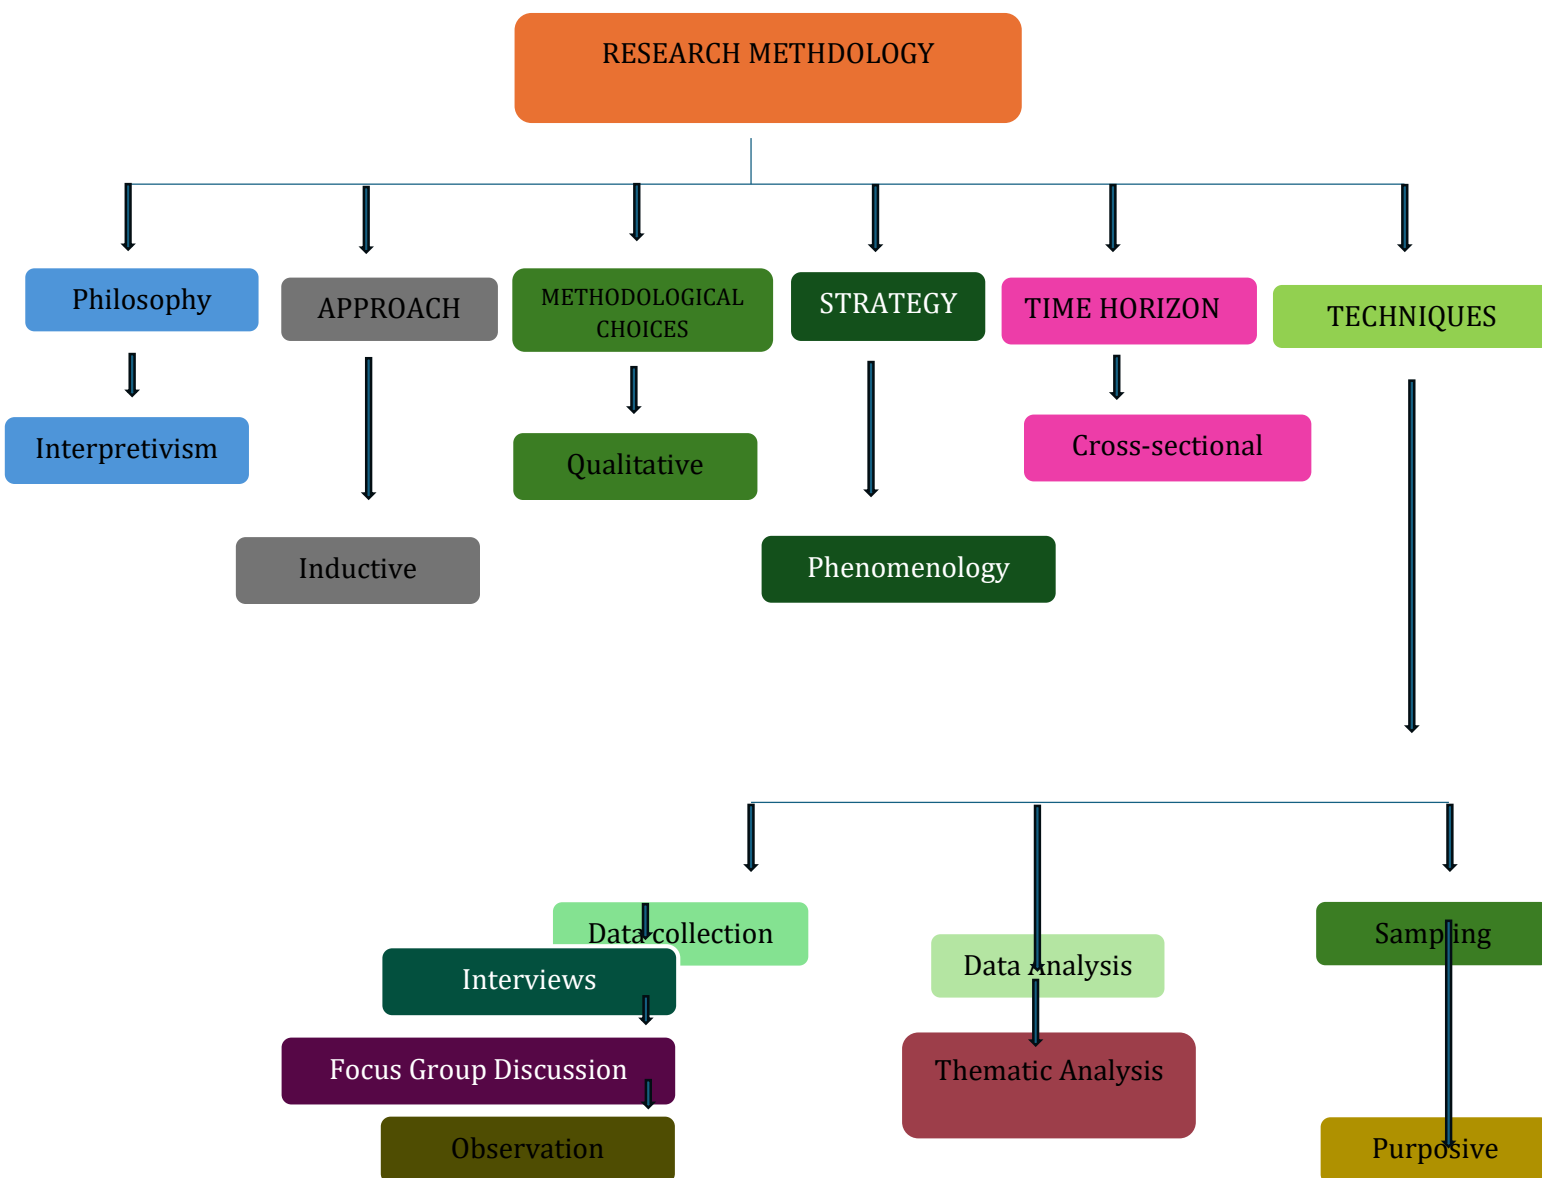 RESEARCH METHDOLOGY
Philosophy
APPROACH
METHODOLOGICAL
CHOICES
STRATEGY
TIME HORIZON
TECHNIQUES
Interpretivism
Qualitative
Cross-sectional
Inductive
Phenomenology
Data collection
Data Analysis
Sampling
Interviews
Focus Group Discussion
Thematic Analysis
Observation
Purposive